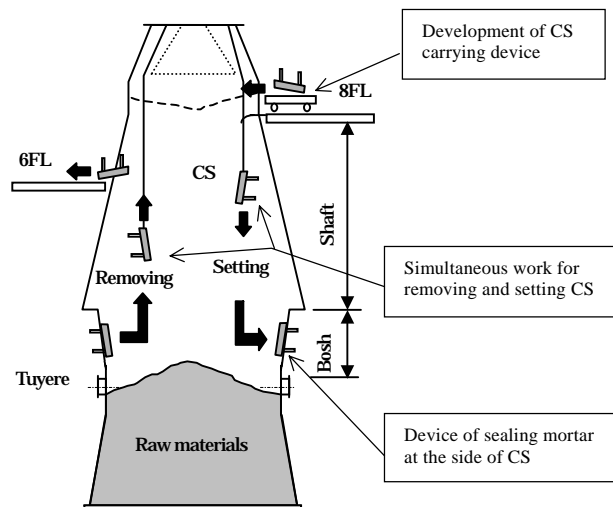 Development of CS
carrying device
8FL
6FL
CS
Shaft
Removing
Setting
Simultaneous work for
removing and setting CS
Bosh
Tuyere
Raw materials
Device of sealing mortar
at the side of CS